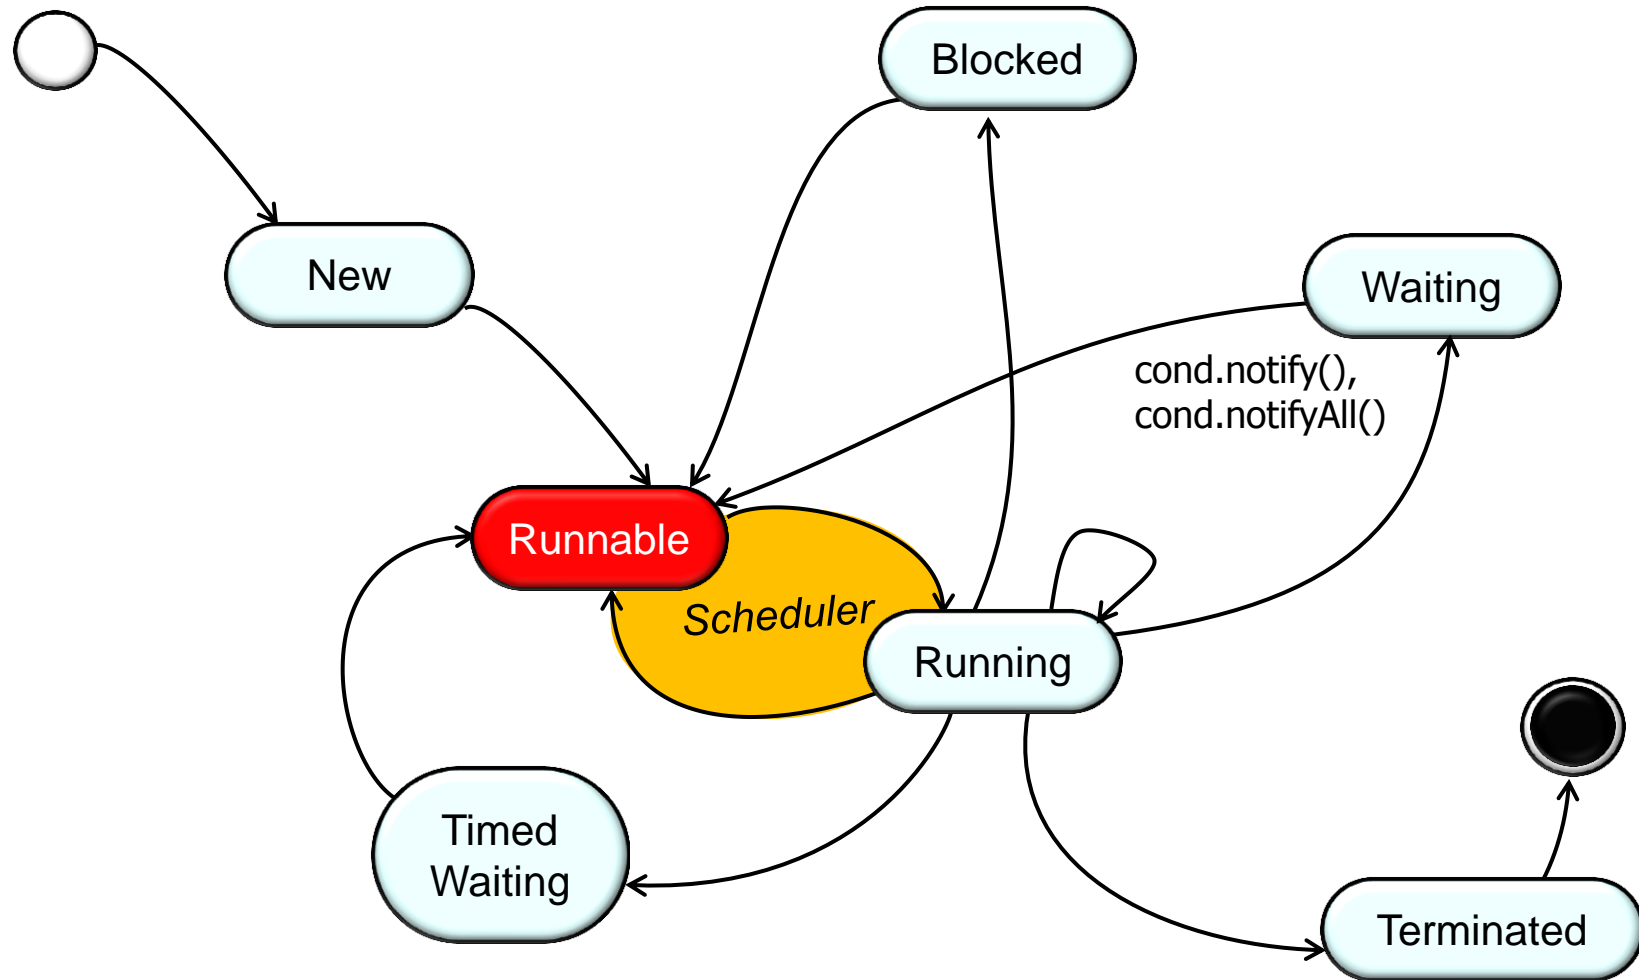 Blocked
New
Waiting
cond.notify(),
cond.notifyAll()
Runnable
Scheduler
Running
Timed
Waiting
Terminated